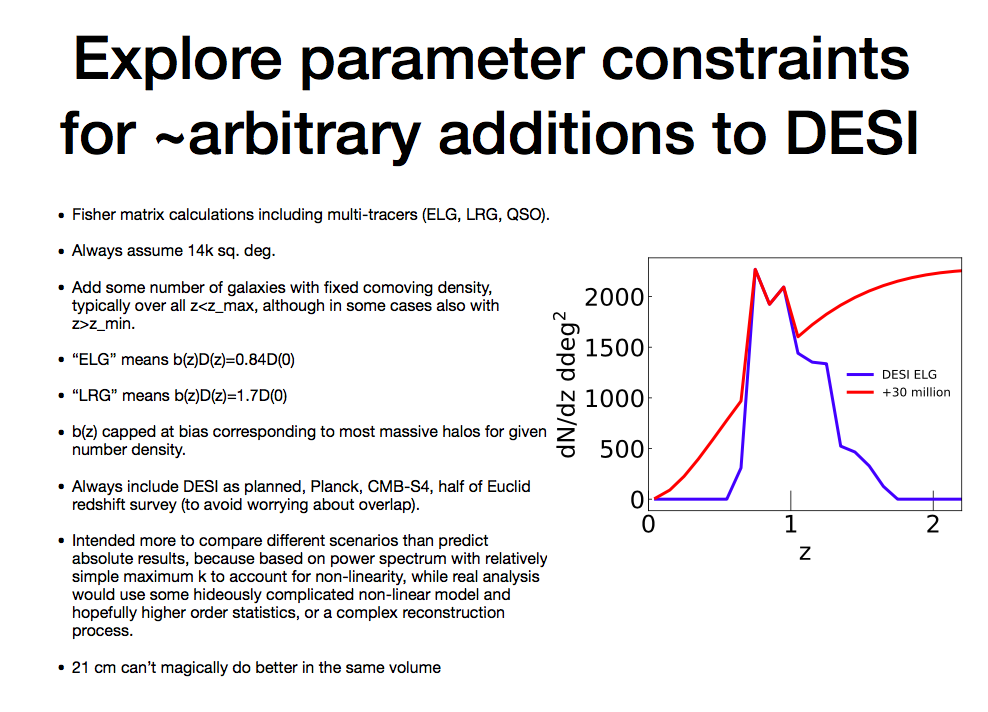 Explore parameter constraints
for ~arbitrary additions to DESI
• Fisher matrix calculations including multi-tracers (ELG, LRG, QSO).
• Always assume 14k sq. deg.
• Add some number of galaxies with fixed comoving density,
typically over all z<z_max, although in some cases also with
z>z_min.
• “ELG” means b(z)D(z)=0.84D(0)
• “LRG” means b(z)D(z)=1.7D(0)
• b(z) capped at bias corresponding to most massive halos for given
number density.
• Always include DESI as planned, Planck, CMB-S4, half of Euclid
redshift survey (to avoid worrying about overlap).
• Intended more to compare different scenarios than predict
absolute results, because based on power spectrum with relatively
simple maximum k to account for non-linearity, while real analysis
would use some hideously complicated non-linear model and
hopefully higher order statistics, or a complex reconstruction
process.
• 21 cm can’t magically do better in the same volume
dN/dz ddeg²
2000
1500
1000
500
0
DESI ELG
+30 million
0 1 2
z